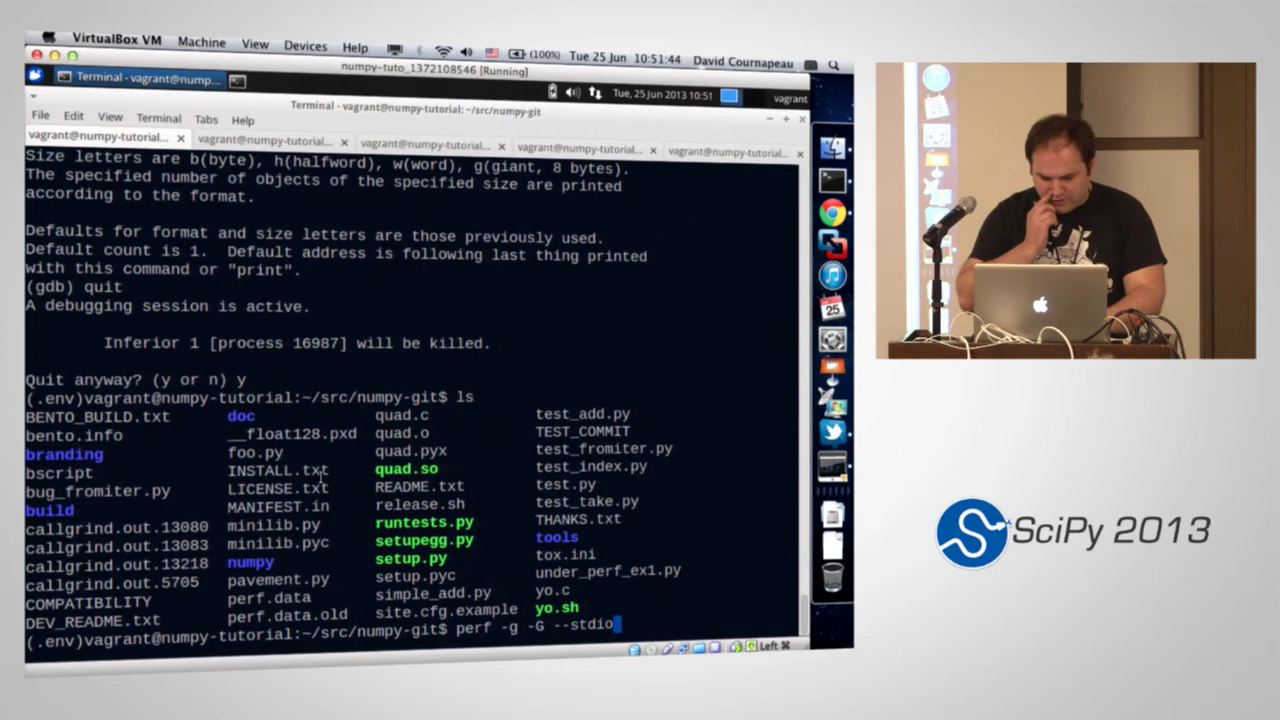 VirtualBox VM Machine View Devices Help (100%) Tue 25 Jun 10:51:44 David Cournapeau
numpy-tuto_1372108546 [Running]
Terminal - vagrant@nump... Tue, 25 Jun 2013 10:51 vagrant
Terminal - vagrant@numpy-tutorial: ~/src/numpy-git
File Edit View Terminal Tabs Help
vagrant@numpy-tutorial... vagrant@numpy-tutorial... vagrant@numpy-tutorial... vagrant@numpy-tutorial... vagrant@numpy-tutorial...
Size letters are b(byte), h(halfword), w(word), g(giant, 8 bytes).
The specified number of objects of the specified size are printed
according to the format.
Defaults for format and size letters are those previously used.
Default count is 1.  Default address is following last thing printed
with this command or "print".
(gdb) quit
A debugging session is active.
Inferior 1 [process 16987] will be killed.
Quit anyway? (y or n) y
(.env)vagrant@numpy-tutorial:~/src/numpy-git$ ls
BENTO_BUILD.txt doc quad.c test_add.py
bento.info __float128.pxd quad.o TEST_COMMIT
branding foo.py quad.pyx test_fromiter.py
bscript INSTALL.txt quad.so test_index.py
bug_fromiter.py LICENSE.txt README.txt test.py
build MANIFEST.in release.sh test_take.py
callgrind.out.13080 minilib.py runtests.py THANKS.txt
callgrind.out.13083 minilib.pyc setupegg.py tools
callgrind.out.13218 numpy setup.py tox.ini
callgrind.out.5705 pavement.py setup.pyc under_perf_ex1.py
COMPATIBILITY perf.data simple_add.py yo.c
DEV_README.txt perf.data.old site.cfg.example yo.sh
(.env)vagrant@numpy-tutorial:~/src/numpy-git$ perf -g -G --stdio
Left ⌘
25
25
SciPy 2013